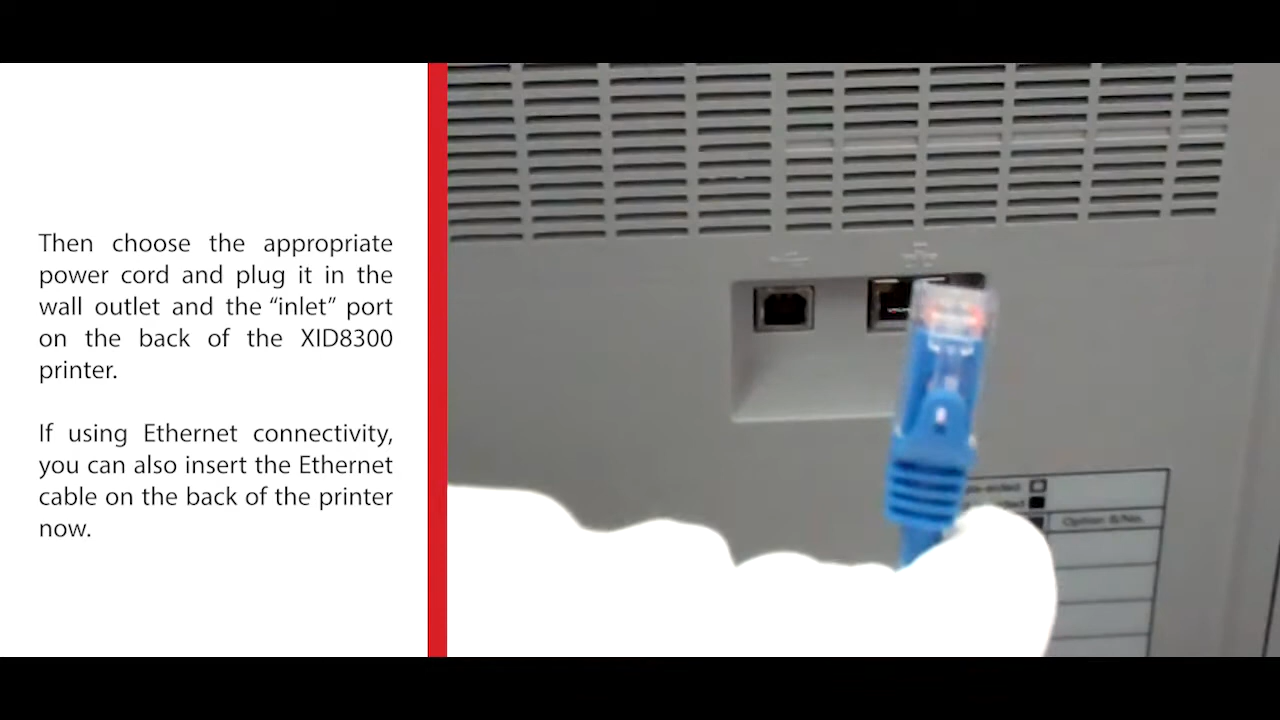 Then choose the appropriate
power cord and plug it in the
wall outlet and the “inlet” port
on the back of the XID8300
printer.
If using Ethernet connectivity,
you can also insert the Ethernet
cable on the back of the printer
now.
Option S/No.